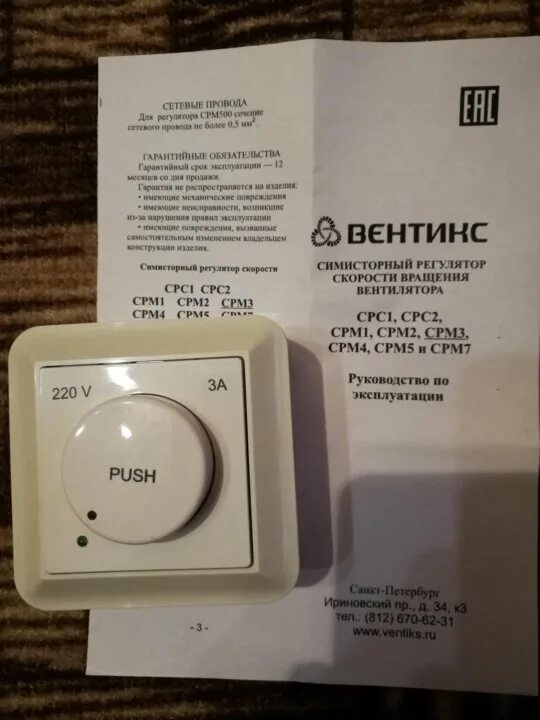 СЕТЕВЫЕ ПРОВОДА
Для регулятора СРМ500 сечение
сетевого провода не более 0,5 мм².
ГАРАНТИЙНЫЕ ОБЯЗАТЕЛЬСТВА
Гарантийный срок эксплуатации — 12
месяцев со дня продажи.
Гарантия не распространяется на изделия:
• имеющие механические повреждения
• имеющие неисправности, возникшие
из-за нарушения правил эксплуатации
• имеющие повреждения, вызванные
самостоятельным изменением владельцем
конструкции изделия.
Симисторный регулятор скорости
СРС1 СРС2
СРМ1 СРМ2 СРМ3
СРМ4 СРМ5 СРМ7
- 3 -
EAC
ВЕНТИКС
СИМИСТОРНЫЙ РЕГУЛЯТОР
СКОРОСТИ ВРАЩЕНИЯ
ВЕНТИЛЯТОРА
СРС1, СРС2,
СРМ1, СРМ2, СРМ3,
СРМ4, СРМ5 и СРМ7
Руководство по
эксплуатации
Санкт-Петербург
Ириновский пр., д. 34, к3
тел.: (812) 670-62-31
www.ventiks.ru
220 V 3A
PUSH